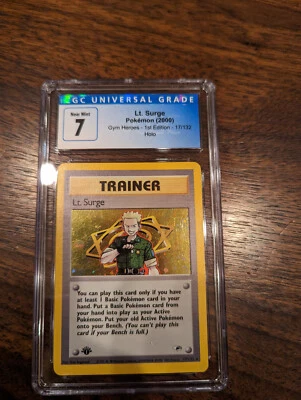 CGC UNIVERSAL GRADE
Near Mint
7
Lt. Surge
Pokémon (2000)
Gym Heroes - 1st Edition - 17/132
Holo
TRAINER
Lt. Surge
You can play this card only if you have
at least 1 Basic Pokémon card in your
hand. Put a Basic Pokémon card from
your hand into play as your Active
Pokémon. Put your old Active Pokémon
onto your Bench. (You can't play this
card if your Bench is full.)